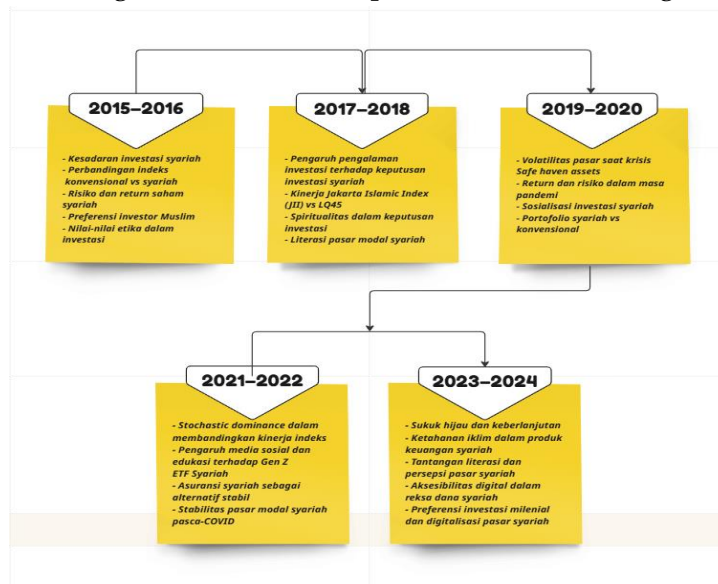 2015–2016
- Kesadaran investasi syariah
- Perbandingan indeks
konvensional vs syariah
- Risiko dan return saham
syariah
- Preferensi investor Muslim
- Nilai-nilai etika dalam
investasi
2017–2018
- Pengaruh pengalaman
investasi terhadap keputusan
investasi syariah
- Kinerja Jakarta Islamic Index
(JII) vs LQ45
- Spiritualitas dalam keputusan
investasi
- Literasi pasar modal syariah
2019–2020
- Volatilitas pasar saat krisis
Safe haven assets
- Return dan risiko dalam masa
pandemi
- Sosialisasi investasi syariah
- Portofolio syariah vs
konvensional
2021–2022
- Stochastic dominance dalam
membandingkan kinerja indeks
- Pengaruh media sosial dan
edukasi terhadap Gen Z
ETF Syariah
- Asuransi syariah sebagai
alternatif stabil
- Stabilitas pasar modal syariah
pasca-COVID
2023–2024
- Sukuk hijau dan keberlanjutan
- Ketahanan iklim dalam produk
keuangan syariah
- Tantangan literasi dan
persepsi pasar syariah
- Aksesibilitas digital dalam
reksa dana syariah
- Preferensi investasi milenial
dan digitalisasi pasar syariah